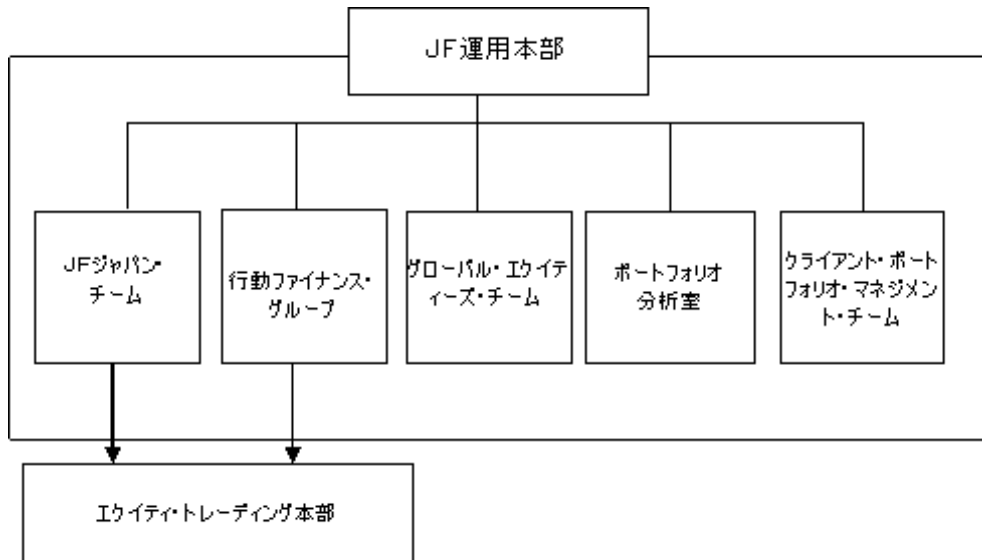 JF運用本部
JFジャパン・
チーム
行動ファイナンス・
グループ
グローバル・エクイテ
ィーズ・チーム
ポートフォリオ
分析室
クライアント・ポート
フォリオ・マネジメン
ト・チーム
エクイティ・トレーディング本部